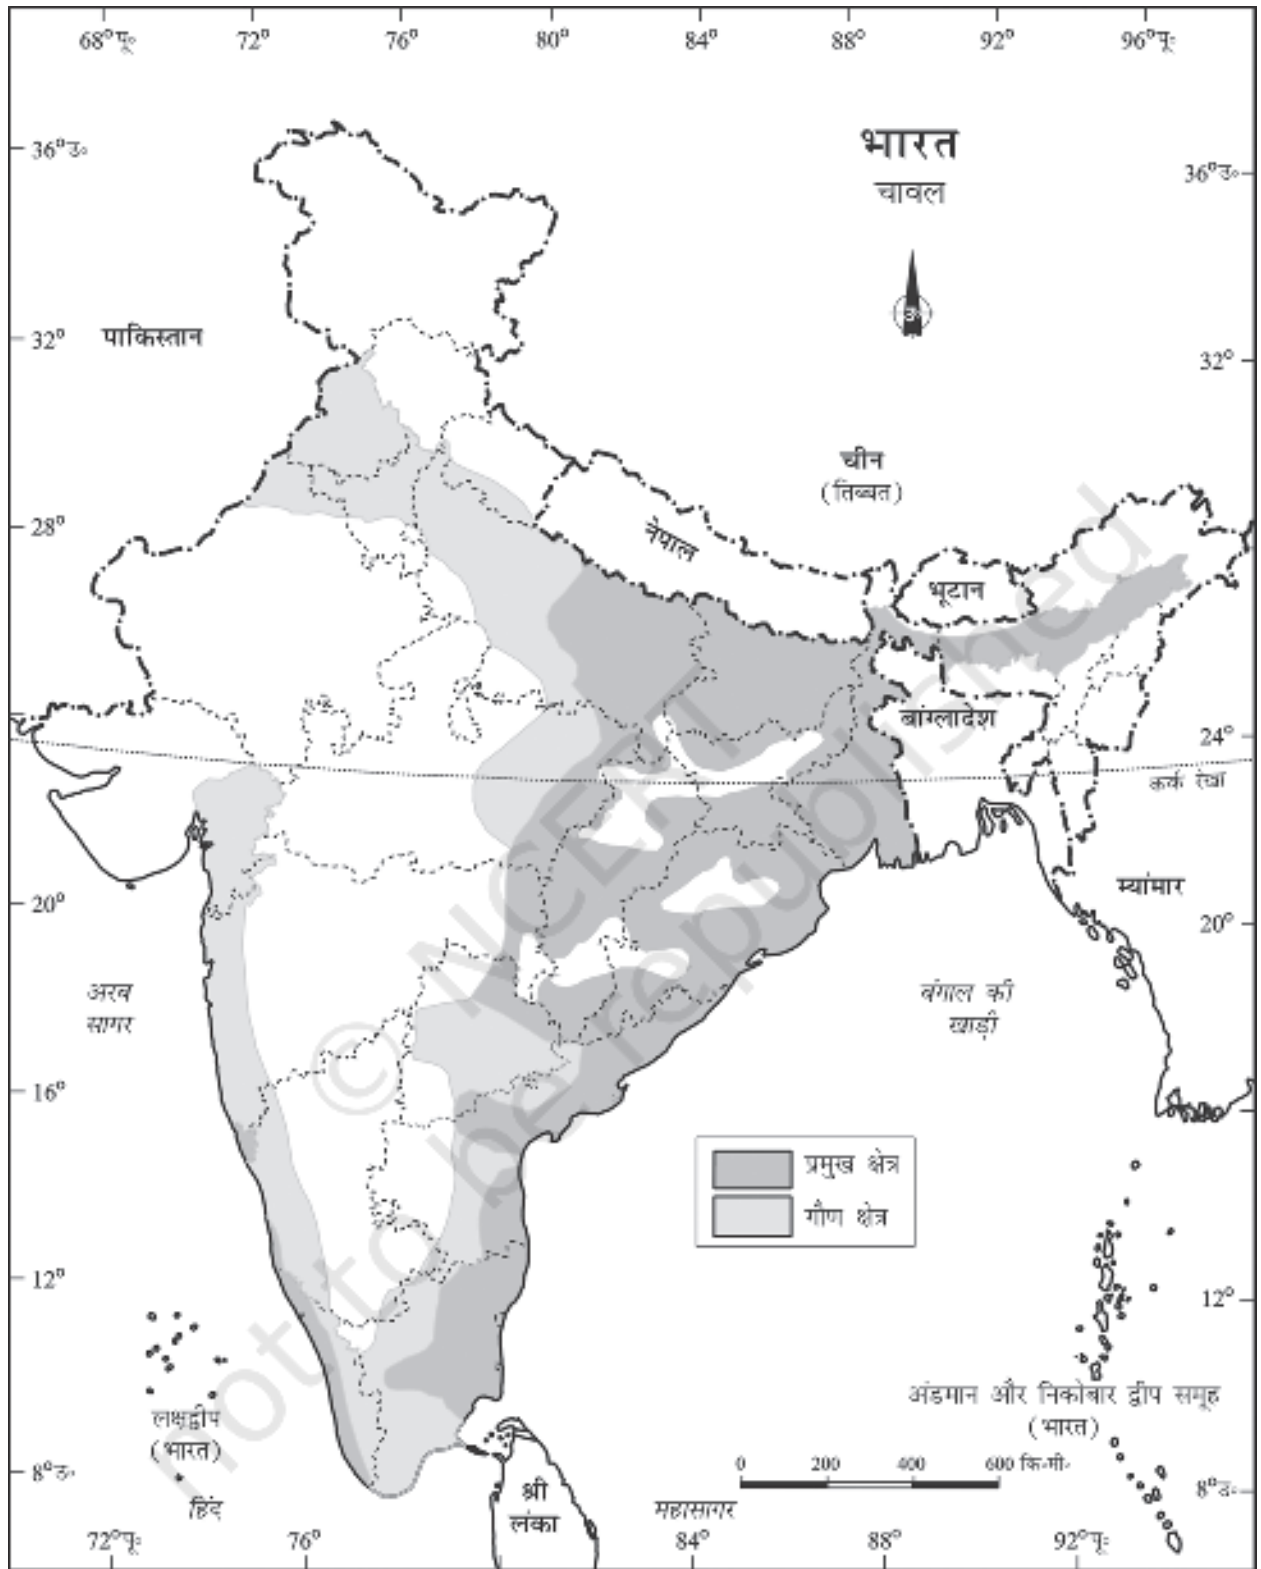 68°पू॰ 72° 76° 80° 84° 88° 92° 96°पू॰
भारत
चावल
36°उ॰
36°उ॰
उ॰
पाकिस्तान
32°
32°
चीन
(तिब्बत)
28°
नेपाल
भूटान
बांग्लादेश
24°
कर्क रेखा
म्यांमार
20°
20°
अरब
सागर
बंगाल की
खाड़ी
16°
प्रमुख क्षेत्र
गौण क्षेत्र
12°
12°
लक्षद्वीप
(भारत)
अंडमान और निकोबार द्वीप समूह
(भारत)
0 200 400 600 कि॰मी॰
8°उ॰
8°उ॰
श्री
लंका
हिंद महासागर
72°पू॰ 76° 84° 88° 92°पू॰
© NCERT
not to be republished